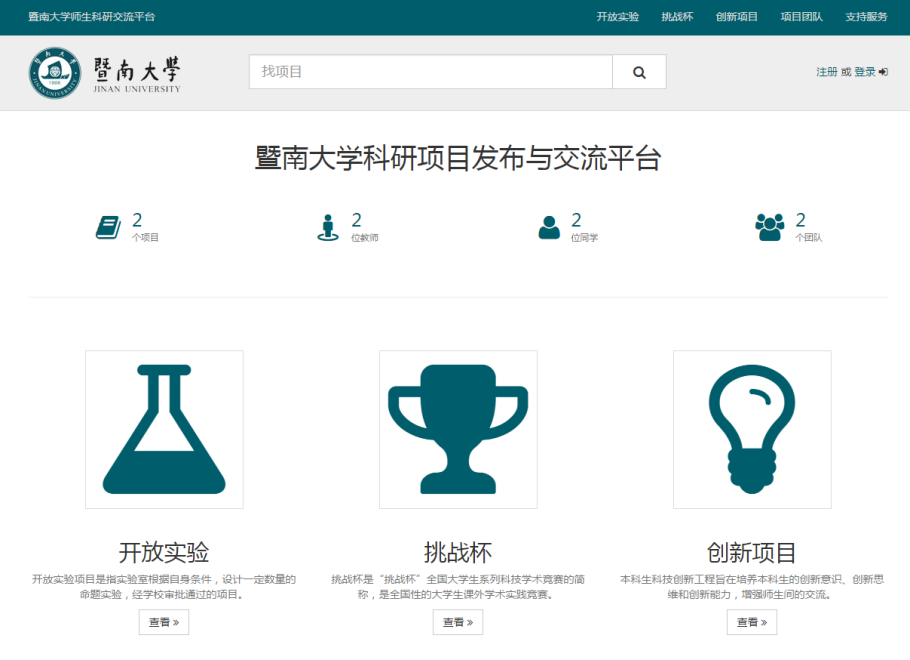 暨南大学师生科研交流平台
开放实验 挑战杯 创新项目 项目团队 支持服务
暨南大學
JINAN UNIVERSITY
找项目
注册 或 登录
暨南大学科研项目发布与交流平台
2
个项目
2
位教师
2
位同学
2
个团队
开放实验
开放实验项目是指实验室根据自身条件，设计一定数量的
命题实验，经学校审批通过的项目。
查看 »
挑战杯
挑战杯是“挑战杯”全国大学生系列科技学术竞赛的简
称，是全国性的大学生课外学术实践竞赛。
查看 »
创新项目
本科生科技创新工程旨在培养本科生的创新意识、创新思
维和创新能力，增强师生间的交流。
查看 »